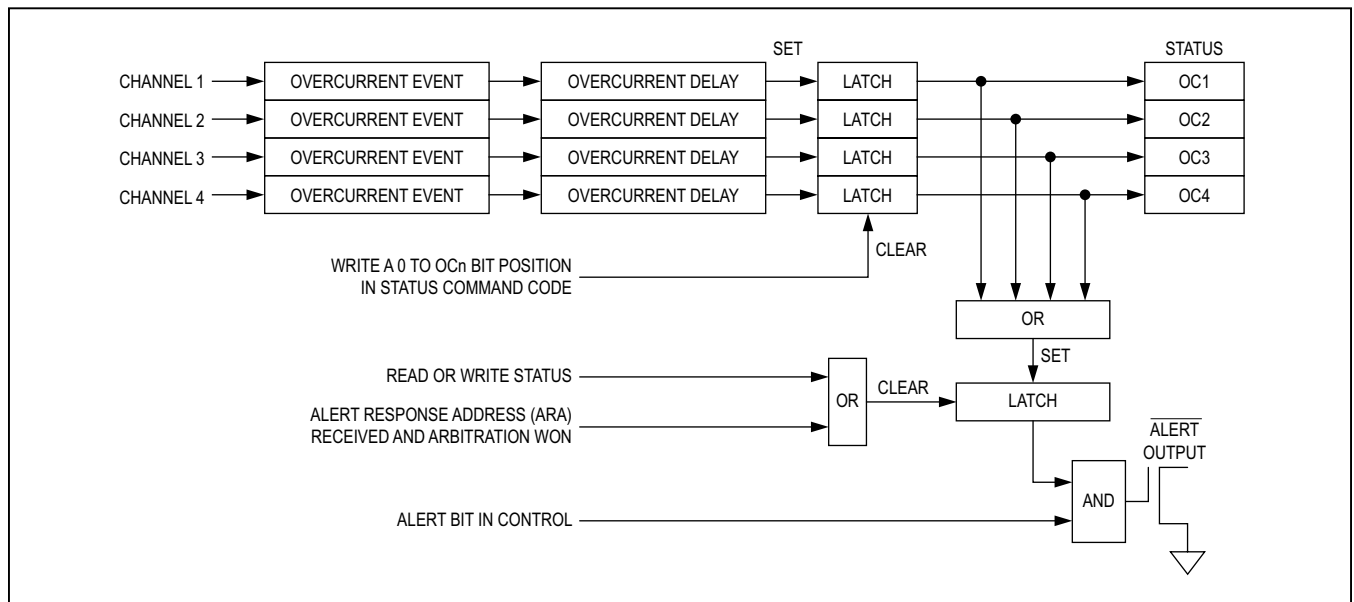 SET
STATUS
CHANNEL 1
OVERCURRENT EVENT
OVERCURRENT DELAY
LATCH
OC1
CHANNEL 2
OVERCURRENT EVENT
OVERCURRENT DELAY
LATCH
OC2
CHANNEL 3
OVERCURRENT EVENT
OVERCURRENT DELAY
LATCH
OC3
CHANNEL 4
OVERCURRENT EVENT
OVERCURRENT DELAY
LATCH
OC4
CLEAR
WRITE A 0 TO OCn BIT POSITION
IN STATUS COMMAND CODE
OR
SET
READ OR WRITE STATUS
OR
CLEAR
LATCH
ALERT RESPONSE ADDRESS (ARA)
RECEIVED AND ARBITRATION WON
ALERT
OUTPUT
AND
ALERT BIT IN CONTROL